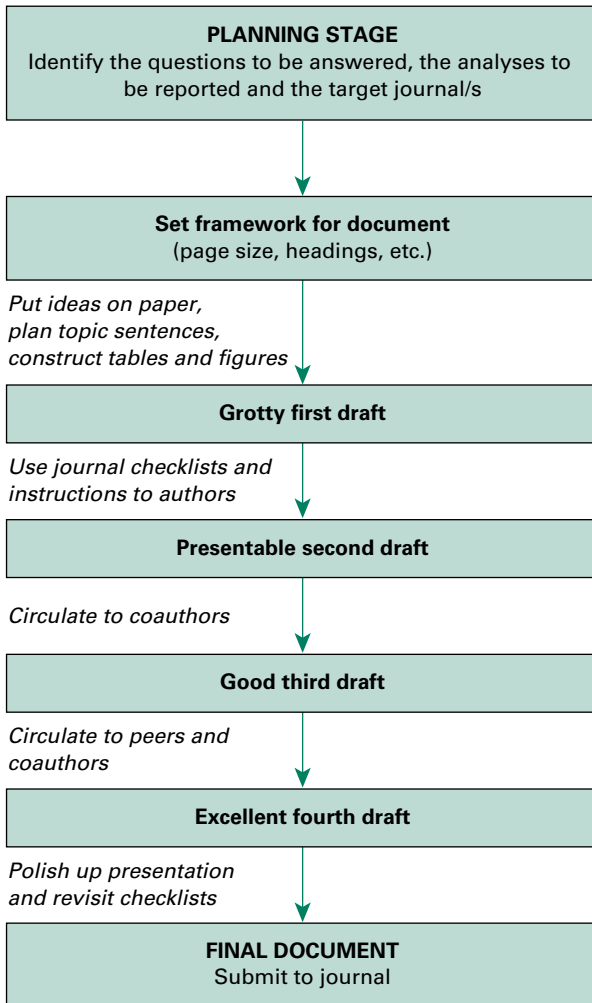 PLANNING STAGE
Identify the questions to be answered, the analyses to
be reported and the target journal/s
Set framework for document
(page size, headings, etc.)
Put ideas on paper,
plan topic sentences,
construct tables and figures
Grotty first draft
Use journal checklists and
instructions to authors
Presentable second draft
Circulate to coauthors
Good third draft
Circulate to peers and
coauthors
Excellent fourth draft
Polish up presentation
and revisit checklists
FINAL DOCUMENT
Submit to journal